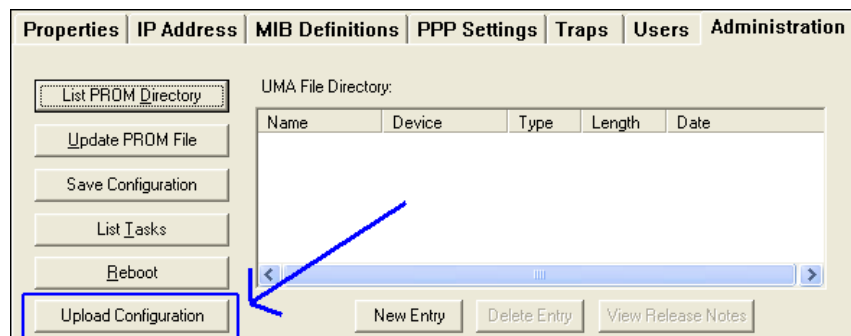 Properties IP Address MIB Definitions PPP Settings Traps Users Administration
List PROM Directory
Update PROM File
Save Configuration
List Tasks
Reboot
Upload Configuration
UMA File Directory:
Name Device Type Length Date
New Entry Delete Entry View Release Notes